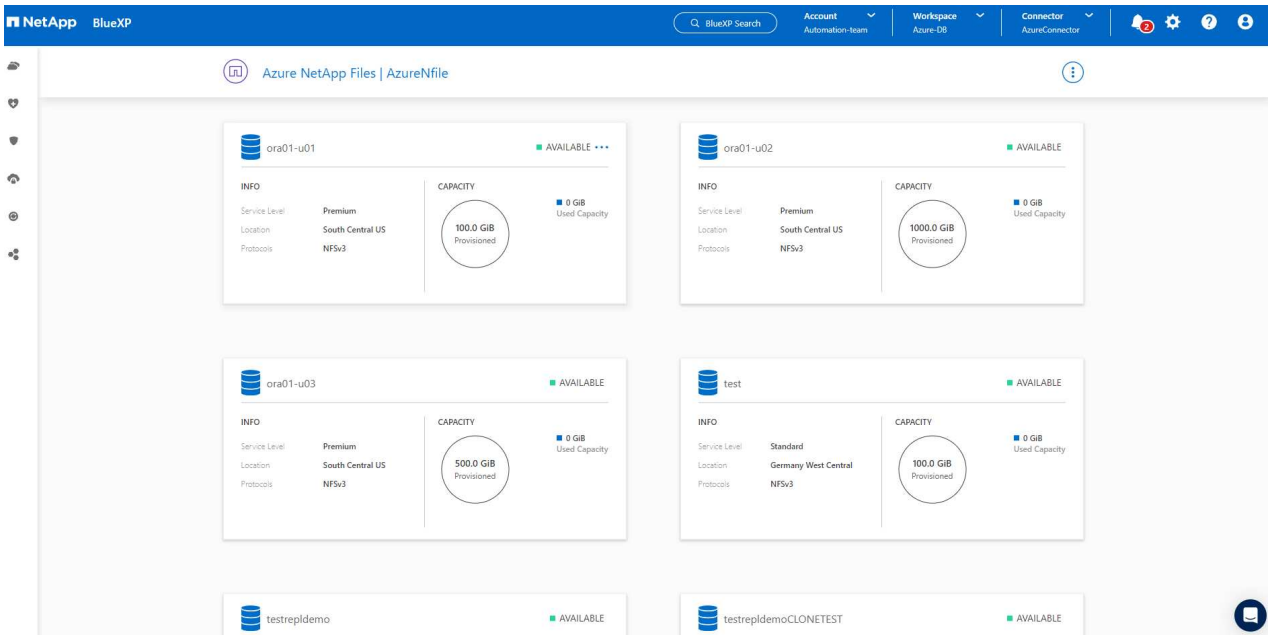 NetApp BlueXP
BlueXP Search
Account
Automation-team
Workspace
Azure-DB
Connector
AzureConnector
2
Azure NetApp Files | AzureNfile
ora01-u01
AVAILABLE
INFO
Service Level Premium
Location South Central US
Protocols NFSv3
CAPACITY
100.0 GiB
Provisioned
0 GiB
Used Capacity
ora01-u02
AVAILABLE
INFO
Service Level Premium
Location South Central US
Protocols NFSv3
CAPACITY
1000.0 GiB
Provisioned
0 GiB
Used Capacity
ora01-u03
AVAILABLE
INFO
Service Level Premium
Location South Central US
Protocols NFSv3
CAPACITY
500.0 GiB
Provisioned
0 GiB
Used Capacity
test
AVAILABLE
INFO
Service Level Standard
Location Germany West Central
Protocols NFSv3
CAPACITY
100.0 GiB
Provisioned
0 GiB
Used Capacity
testrepldemo
AVAILABLE
testrepldemoCLONETEST
AVAILABLE